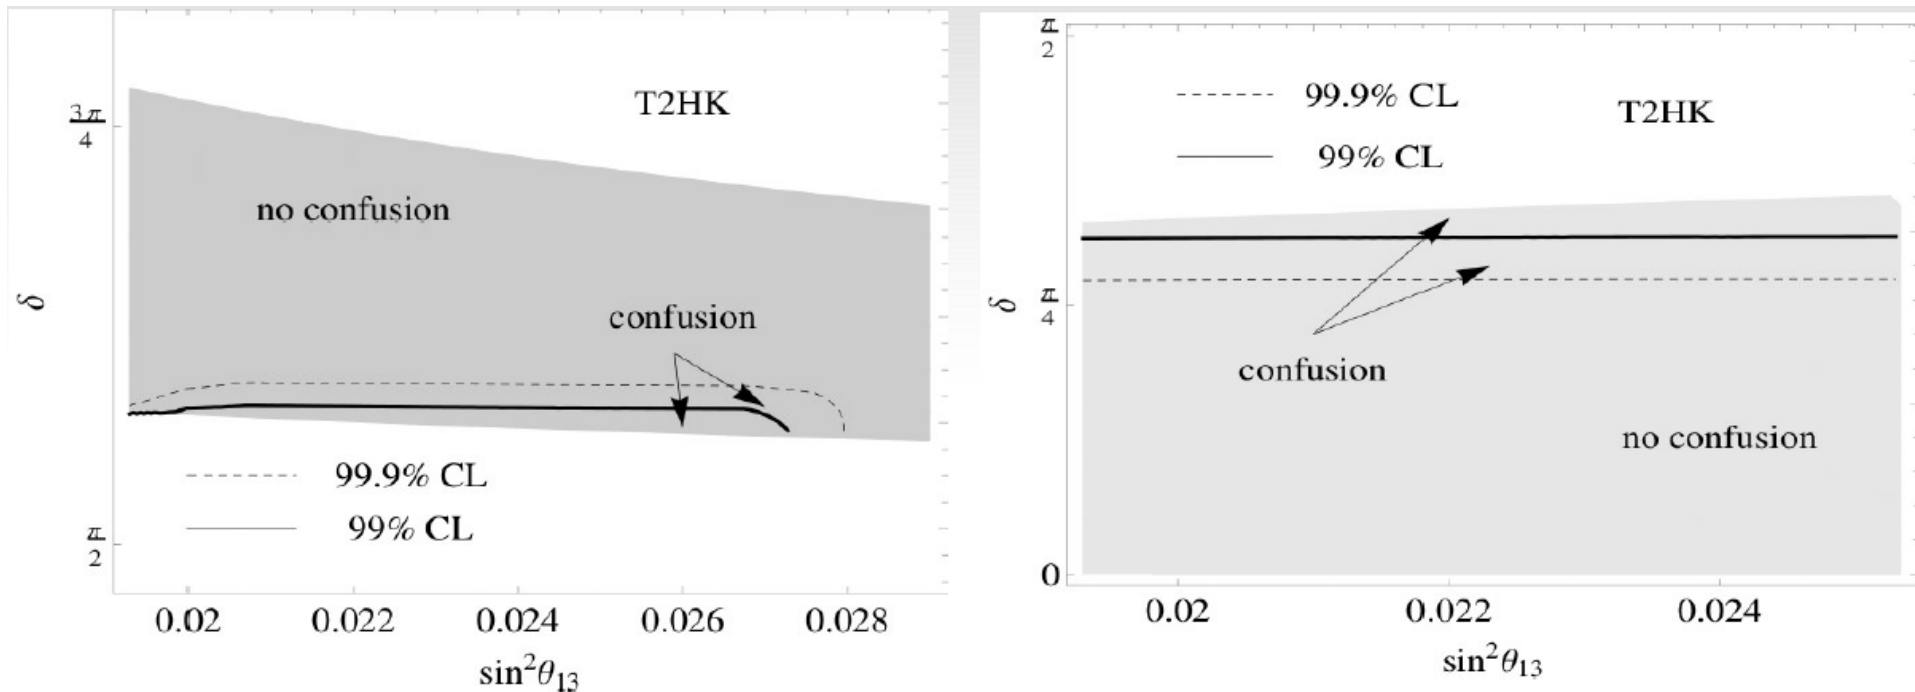 T2HK
3π
4
no confusion
δ
confusion
99.9% CL
99% CL
π
2
0.02 0.022 0.024 0.026 0.028
sin²θ₁₃
π
2
99.9% CL
T2HK
99% CL
δ
π
4
confusion
no confusion
0
0.02 0.022 0.024
sin²θ₁₃